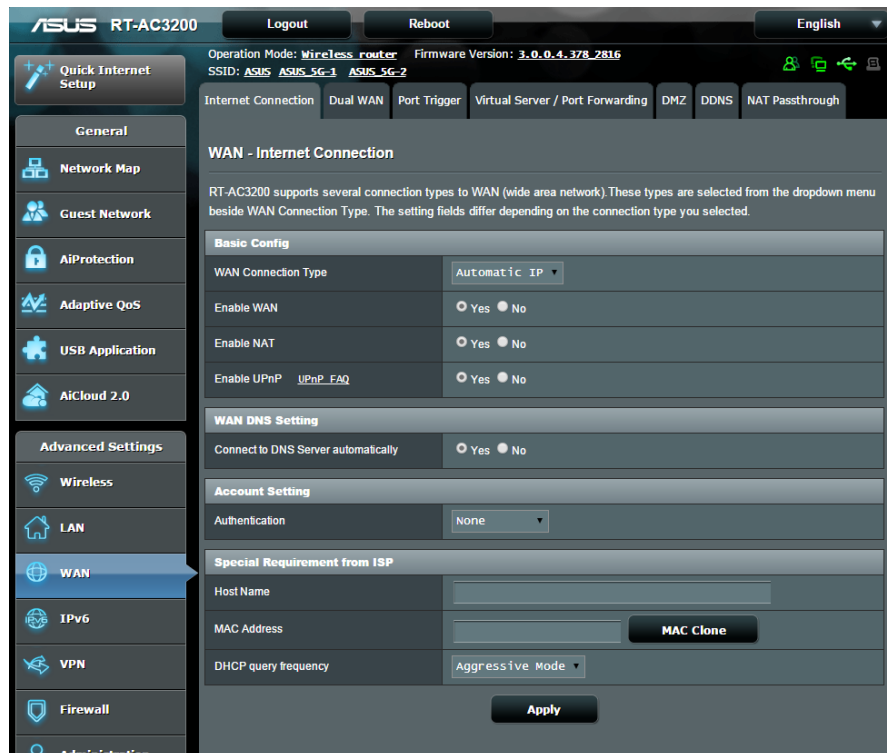 ASUS RT-AC3200 Logout Reboot English
Operation Mode: Wireless router Firmware Version: 3.0.0.4.378_2816
SSID: ASUS ASUS_5G-1 ASUS_5G-2
Quick Internet
Setup
General
Network Map
Guest Network
AiProtection
Adaptive QoS
USB Application
AiCloud 2.0
Advanced Settings
Wireless
LAN
WAN
IPv6
IPv6
VPN
Firewall
Administration
Internet Connection Dual WAN Port Trigger Virtual Server / Port Forwarding DMZ DDNS NAT Passthrough
WAN - Internet Connection
RT-AC3200 supports several connection types to WAN (wide area network).These types are selected from the dropdown menu
beside WAN Connection Type. The setting fields differ depending on the connection type you selected.
Basic Config
WAN Connection Type Automatic IP
Enable WAN Yes No
Enable NAT Yes No
Enable UPnP UPnP FAQ Yes No
WAN DNS Setting
Connect to DNS Server automatically Yes No
Account Setting
Authentication None
Special Requirement from ISP
Host Name
MAC Address MAC Clone
DHCP query frequency Aggressive Mode
Apply